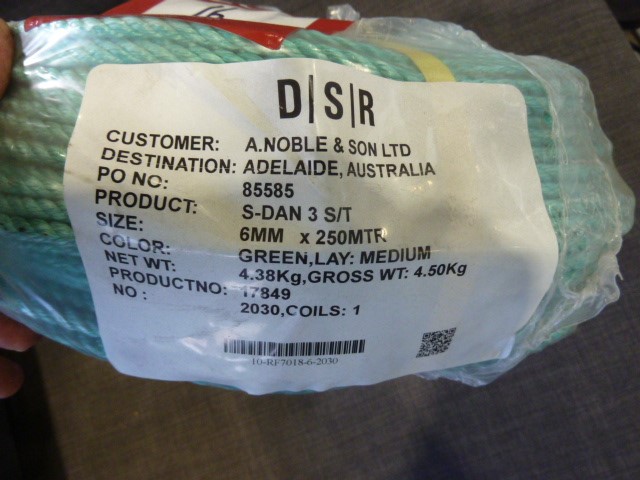 D|S|R
CUSTOMER: A.NOBLE & SON LTD
DESTINATION: ADELAIDE, AUSTRALIA
PO NO: 85585
PRODUCT: S-DAN 3 S/T
SIZE: 6MM x 250MTR
COLOR: GREEN,LAY: MEDIUM
NET WT: 4.38Kg,GROSS WT: 4.50Kg
PRODUCTNO: 17849
NO : 2030,COILS: 1
10-RF7018-6-2030